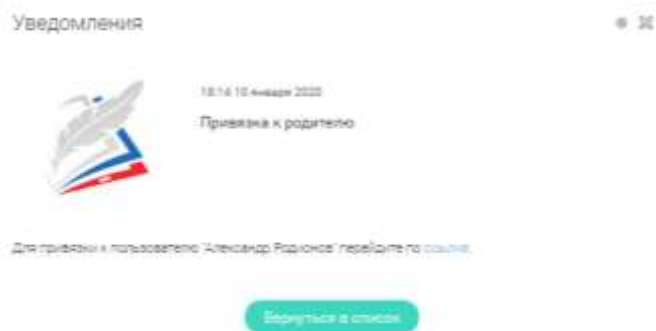 Уведомления
18:14 10 января 2020
Привязка к родителю
Для привязки к пользователю "Александр Родионов" перейдите по ссылке.
Вернуться в список